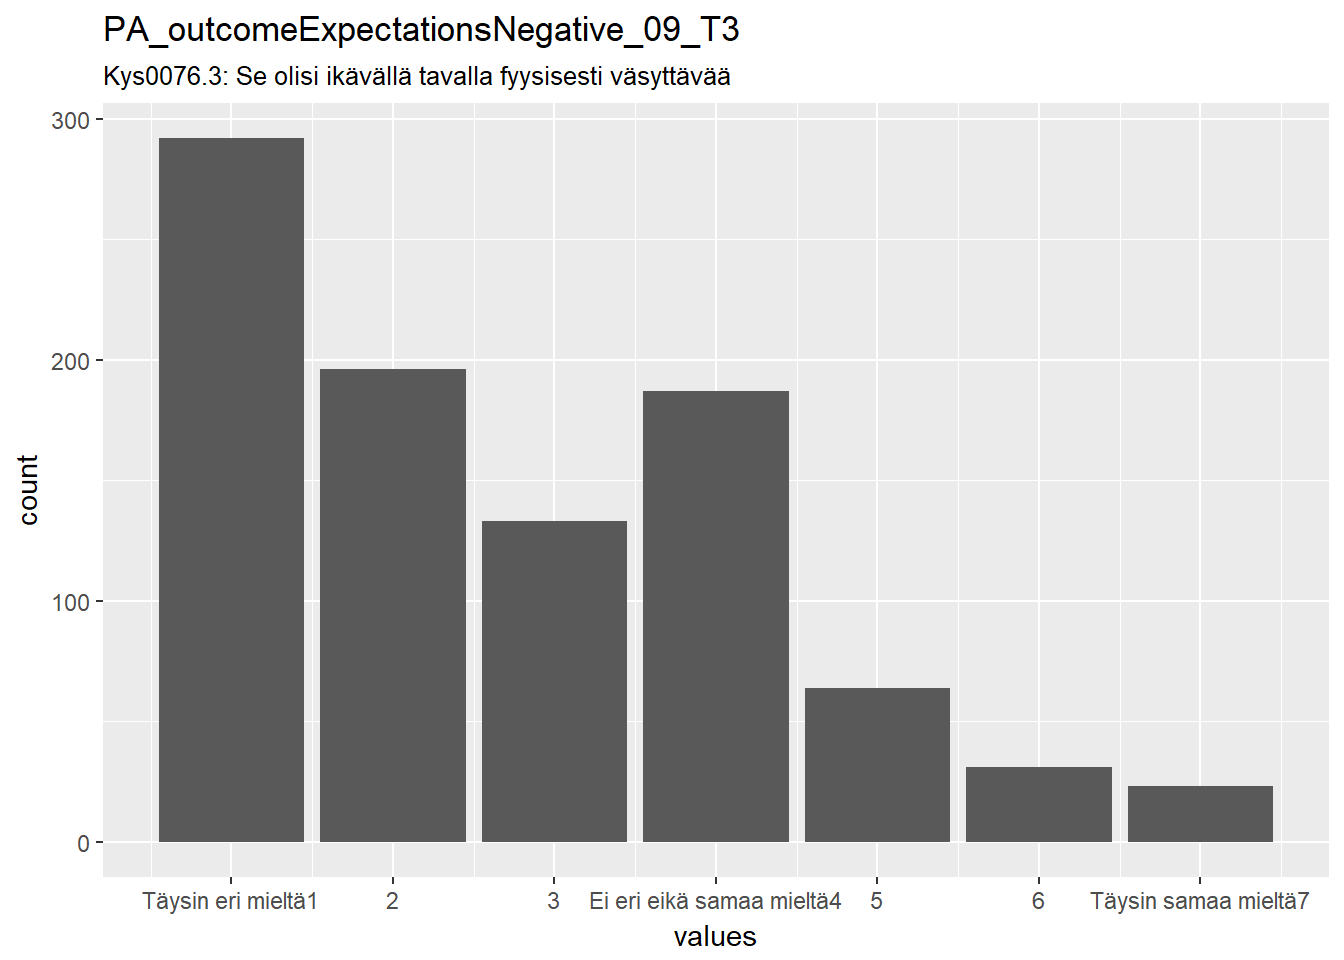 PA_outcomeExpectationsNegative_09_T3
Kys0076.3: Se olisi ikävällä tavalla fyysisesti väsyttävää
300
200
100
0
count
Täysin eri mieltä1 2 3 Ei eri eikä samaa mieltä4 5 6 Täysin samaa mieltä7
values